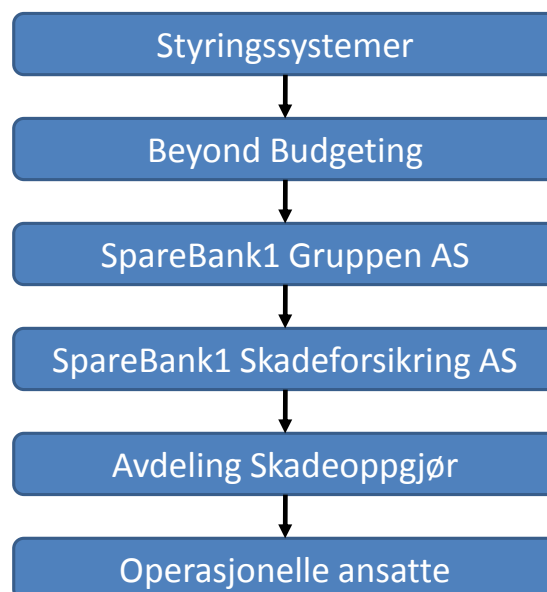 Styringssystemer
Beyond Budgeting
SpareBank1 Gruppen AS
SpareBank1 Skadeforsikring AS
Avdeling Skadeoppgjør
Operasjonelle ansatte